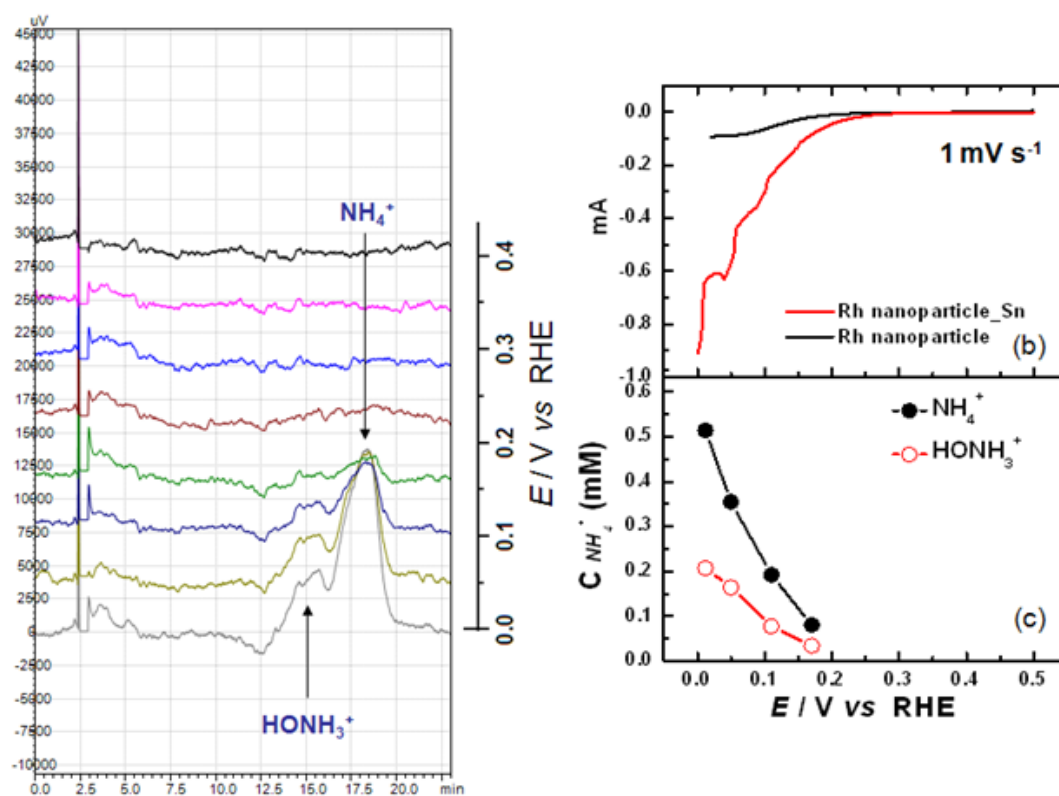 uV
45000
42500
40000
37500
35000
32500
30000
27500
25000
22500
20000
17500
15000
12500
10000
7500
5000
2500
0
-2500
-5000
-7500
-10000
0.0 2.5 5.0 7.5 10.0 12.5 15.0 17.5 20.0 min
NH₄⁺
HONH₃⁺
0.4
0.3
0.2
0.1
0.0
E / V vs RHE
0.0
-0.2
-0.4
-0.6
-0.8
-1.0
mA
1 mV s⁻¹
Rh nanoparticle_Sn
Rh nanoparticle
(b)
0.6
0.5
0.4
0.3
0.2
0.1
0.0
C NH₄⁺ (mM)
NH₄⁺
HONH₃⁺
(c)
0.0 0.1 0.2 0.3 0.4 0.5
E / V vs RHE